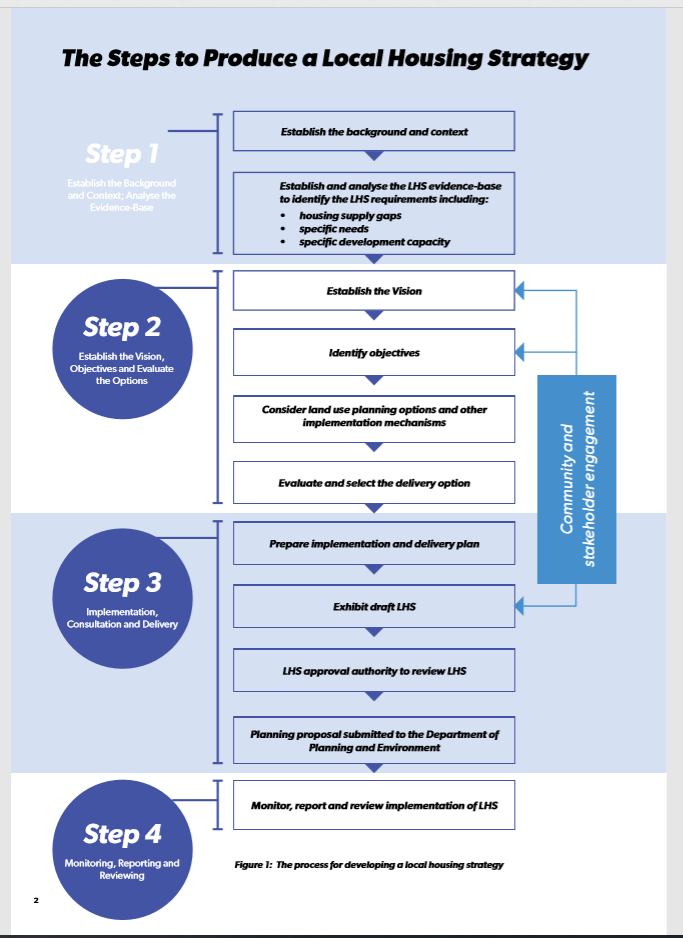 The Steps to Produce a Local Housing Strategy
Step 1
Establish the Background
and Context; Analyse the
Evidence-Base
Establish the background and context
Establish and analyse the LHS evidence-base
to identify the LHS requirements including:
• housing supply gaps
• specific needs
• specific development capacity
Step 2
Establish the Vision,
Objectives and Evaluate
the Options
Establish the Vision
Identify objectives
Consider land use planning options and other
implementation mechanisms
Evaluate and select the delivery option
Community and
stakeholder engagement
Step 3
Implementation,
Consultation and Delivery
Prepare implementation and delivery plan
Exhibit draft LHS
LHS approval authority to review LHS
Planning proposal submitted to the Department of
Planning and Environment
Step 4
Monitoring, Reporting and
Reviewing
Monitor, report and review implementation of LHS
Figure 1: The process for developing a local housing strategy
2